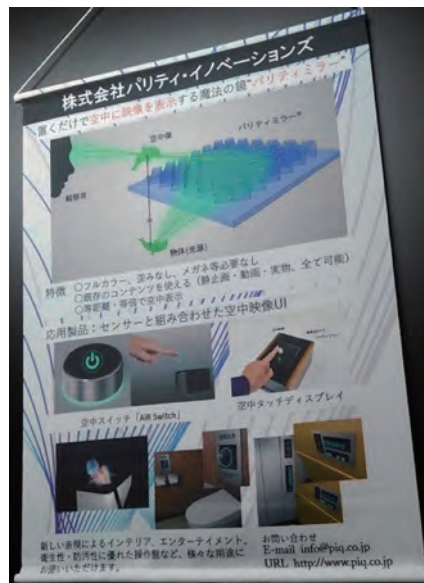 株式会社パリティ・イノベーションズ
置くだけで空中に映像を表示する魔法の鏡"パリティミラー®"
空中像
パリティミラー®
観察者
物体(光源)
特徴 ○フルカラー、歪みなし、メガネ等必要なし
○既存のコンテンツを使える(静止画・動画・実物、全て可能)
○等距離・等倍で空中表示
応用製品:センサーと組み合わせた空中映像UI
空中スイッチ「AIR Switch」
空中タッチディスプレイ
新しい表現によるインテリア、エンターテイメント、
衛生性・防汚性に優れた操作盤など、様々な用途に
お使いいただけます。
お問い合わせ
E-mail info@piq.co.jp
URL http://www.piq.co.jp